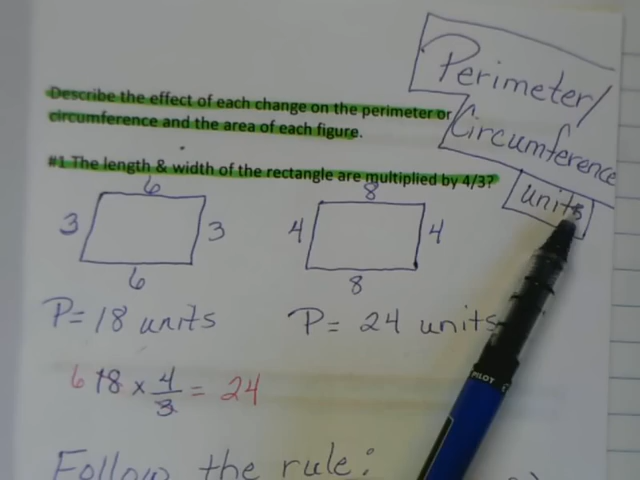 Perimeter/
Circumference
units
Describe the effect of each change on the perimeter or
circumference and the area of each figure.
#1 The length & width of the rectangle are multiplied by 4/3?
6
3
3
6
8
4
4
8
P = 18 units
P = 24 units
6 18 × 4/3 = 24
Follow the rule:
PILOT